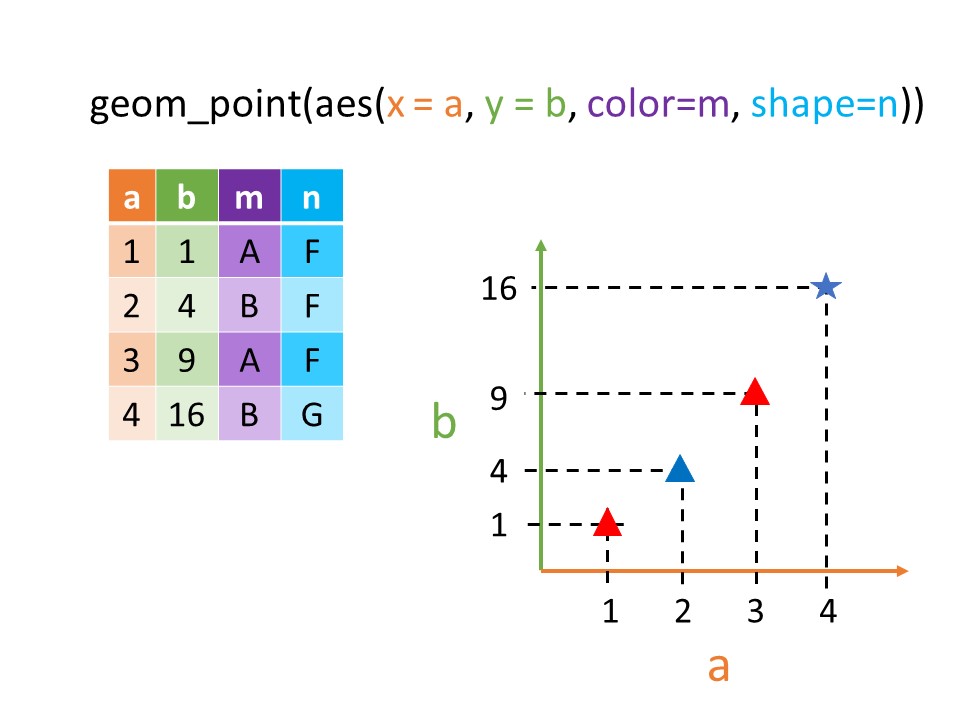 geom_point(aes(x = a, y = b, color=m, shape=n))
a b m n
1 1 A F
2 4 B F
3 9 A F
4 16 B G
16
9
b
4
1
1 2 3 4
a